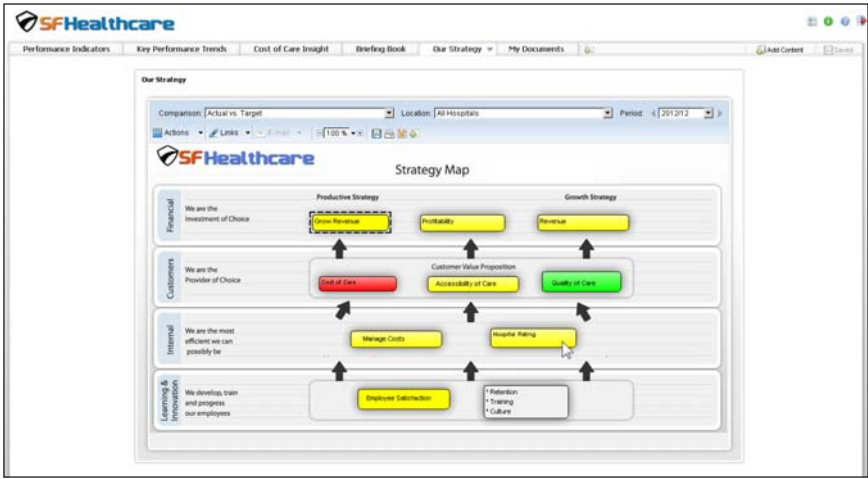 SFHealthcare
Performance Indicators Key Performance Trends Cost of Care Insight Briefing Book Our Strategy My Documents Add Content Saved
Our Strategy
Comparison: Actual vs. Target Location: All Hospitals Period: 2012/12
Actions Links E-mail 100 %
SFHealthcare
Strategy Map
Productive Strategy Growth Strategy
Financial
We are the
Investment of Choice
Grow Revenue Profitability Revenue
Customers
We are the
Provider of Choice
Customer Value Proposition
Cost of Care Accessibility of Care Quality of Care
Internal
We are the most
efficient we can
possibly be
Manage Costs Hospital Rating
Learning &
Innovation
We develop, train
and progress
our employees
Employee Satisfaction
* Retention
* Training
* Culture